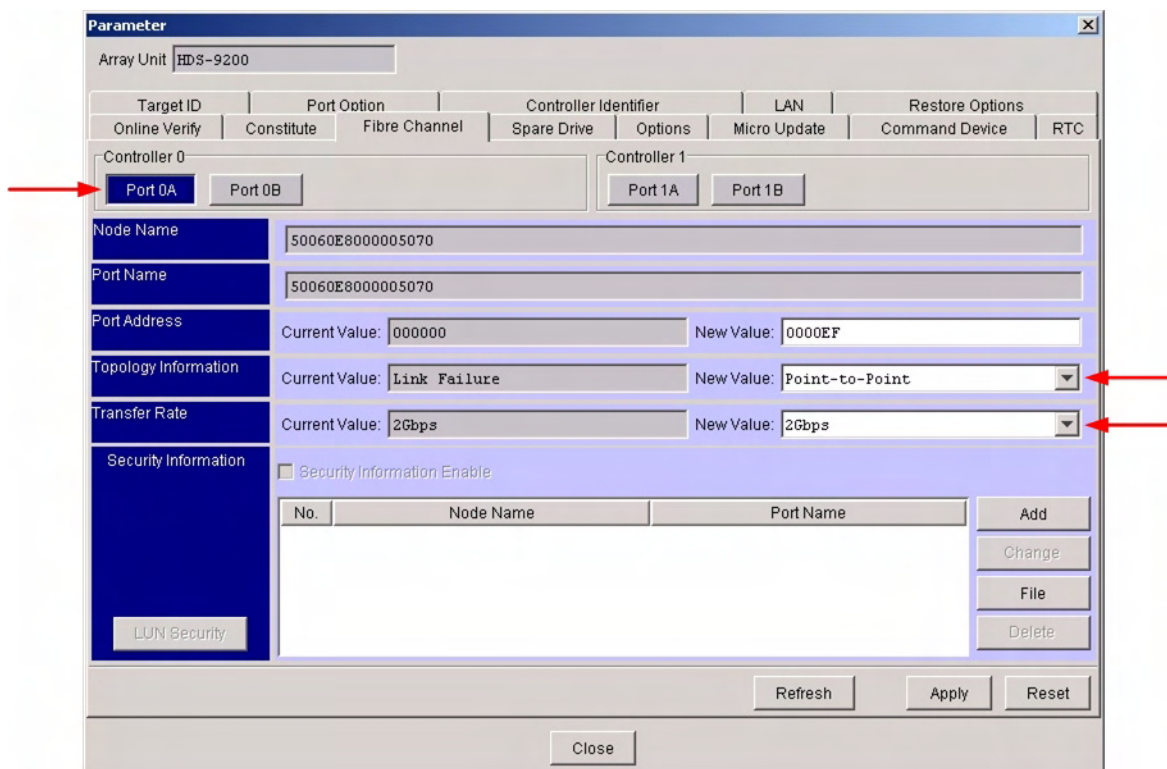 Parameter
Array Unit HDS-9200
Target ID Port Option Controller Identifier LAN Restore Options
Online Verify Constitute Fibre Channel Spare Drive Options Micro Update Command Device RTC
Controller 0 Controller 1
Port 0A Port 0B Port 1A Port 1B
Node Name 50060E8000005070
Port Name 50060E8000005070
Port Address Current Value: 000000 New Value: 0000EF
Topology Information Current Value: Link Failure New Value: Point-to-Point
Transfer Rate Current Value: 2Gbps New Value: 2Gbps
Security Information Security Information Enable
No. Node Name Port Name Add
Change
File
LUN Security Delete
Refresh Apply Reset
Close